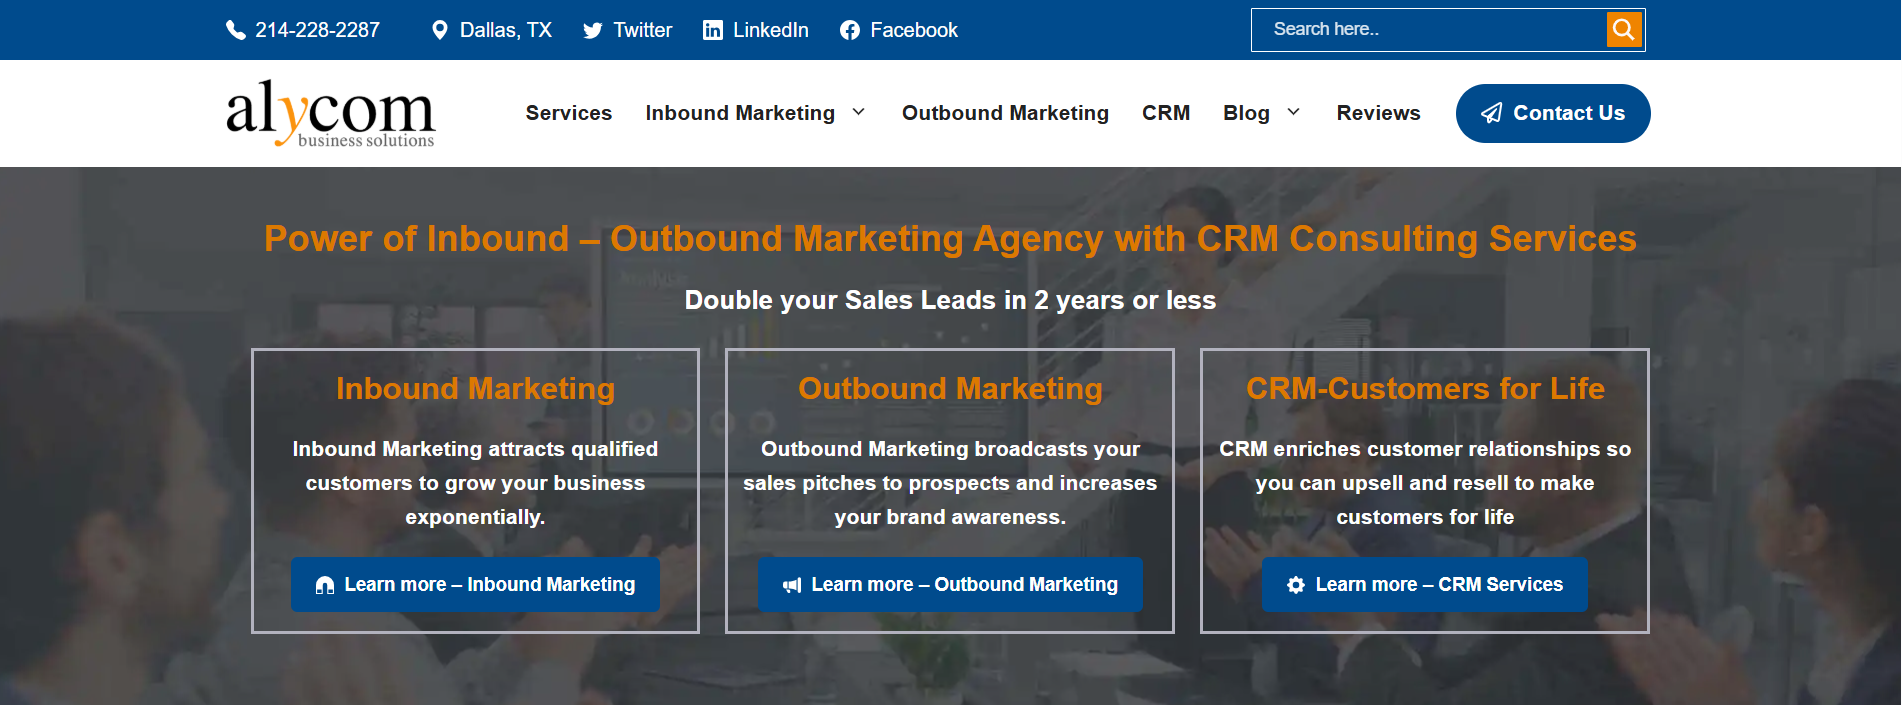 214-228-2287
Dallas, TX
Twitter
LinkedIn
Facebook
Search here..
alycom
business solutions
Services
Inbound Marketing
Outbound Marketing
CRM
Blog
Reviews
Contact Us
Power of Inbound – Outbound Marketing Agency with CRM Consulting Services
Double your Sales Leads in 2 years or less
Inbound Marketing
Inbound Marketing attracts qualified
customers to grow your business
exponentially.
Learn more – Inbound Marketing
Outbound Marketing
Outbound Marketing broadcasts your
sales pitches to prospects and increases
your brand awareness.
Learn more – Outbound Marketing
CRM-Customers for Life
CRM enriches customer relationships so
you can upsell and resell to make
customers for life
Learn more – CRM Services